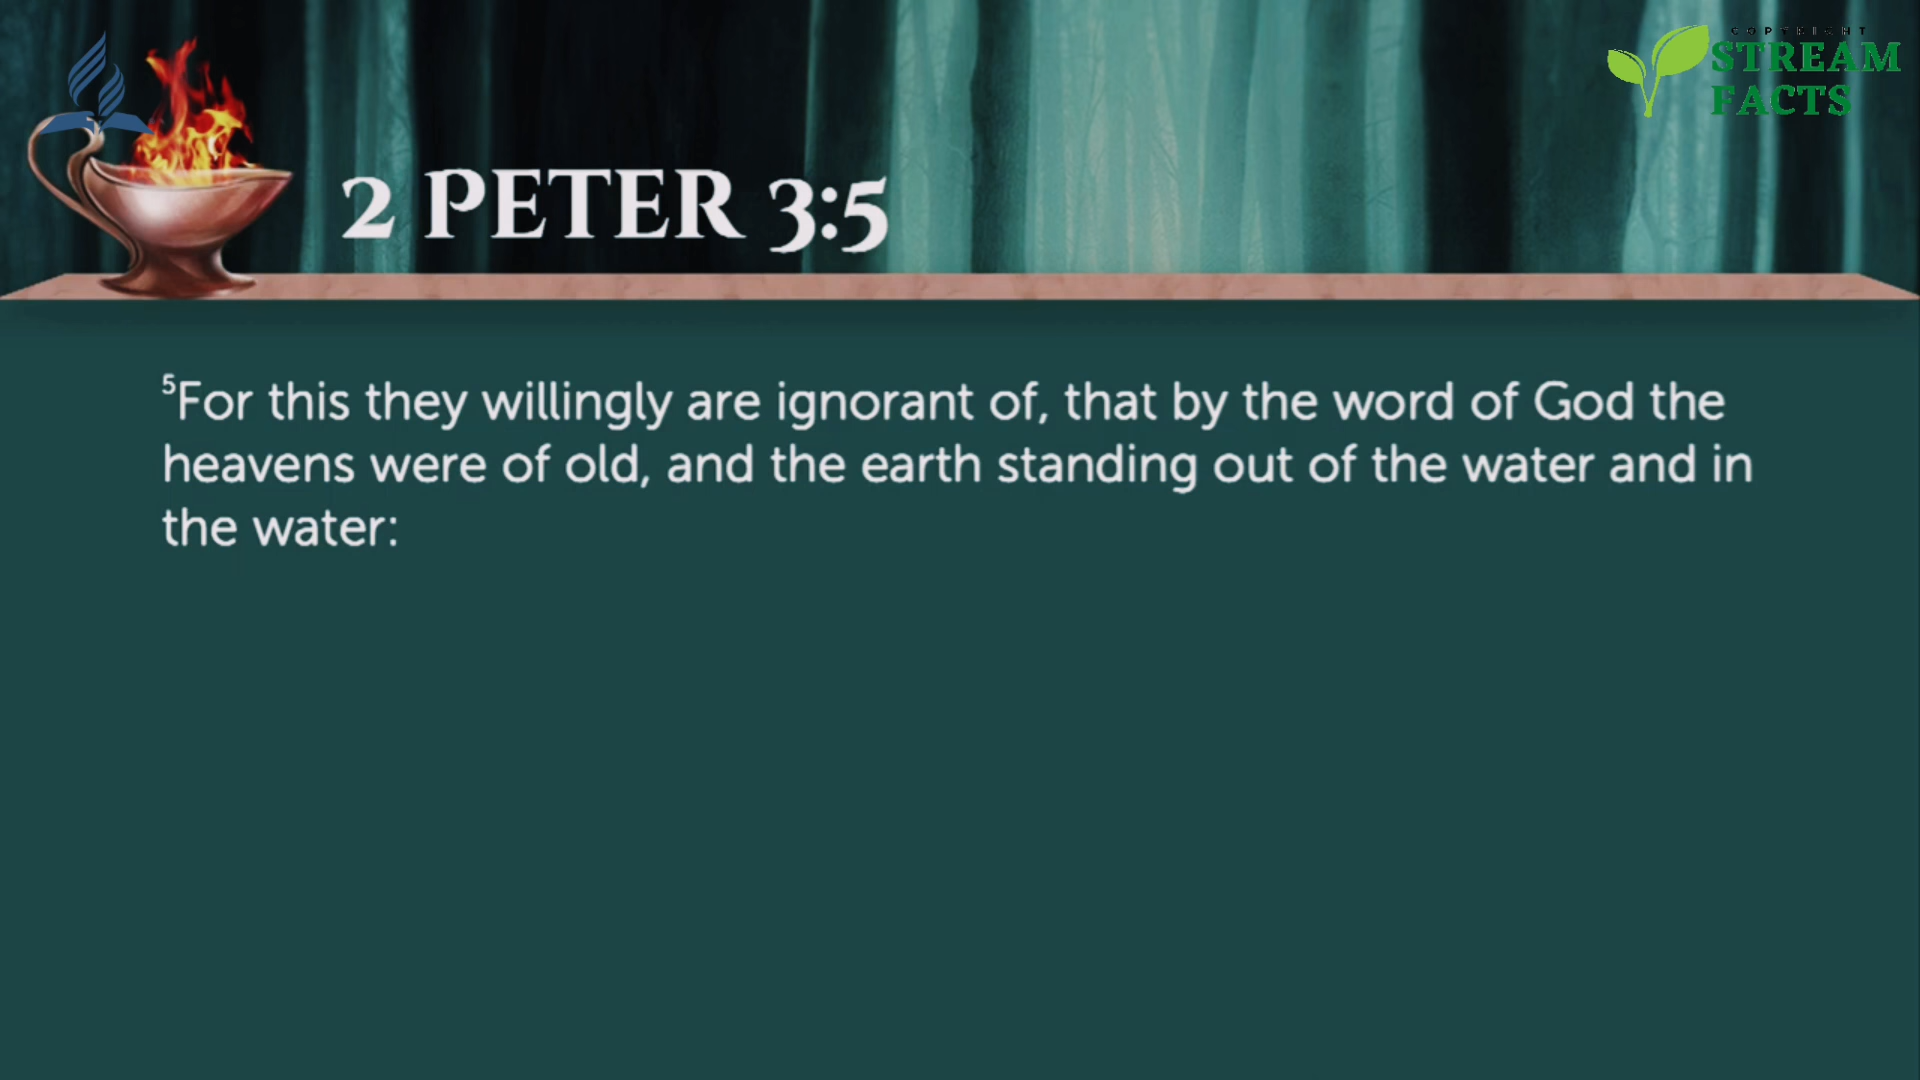 COPYRIGHT
STREAM
FACTS
2 PETER 3:5
⁵For this they willingly are ignorant of, that by the word of God the
heavens were of old, and the earth standing out of the water and in
the water: